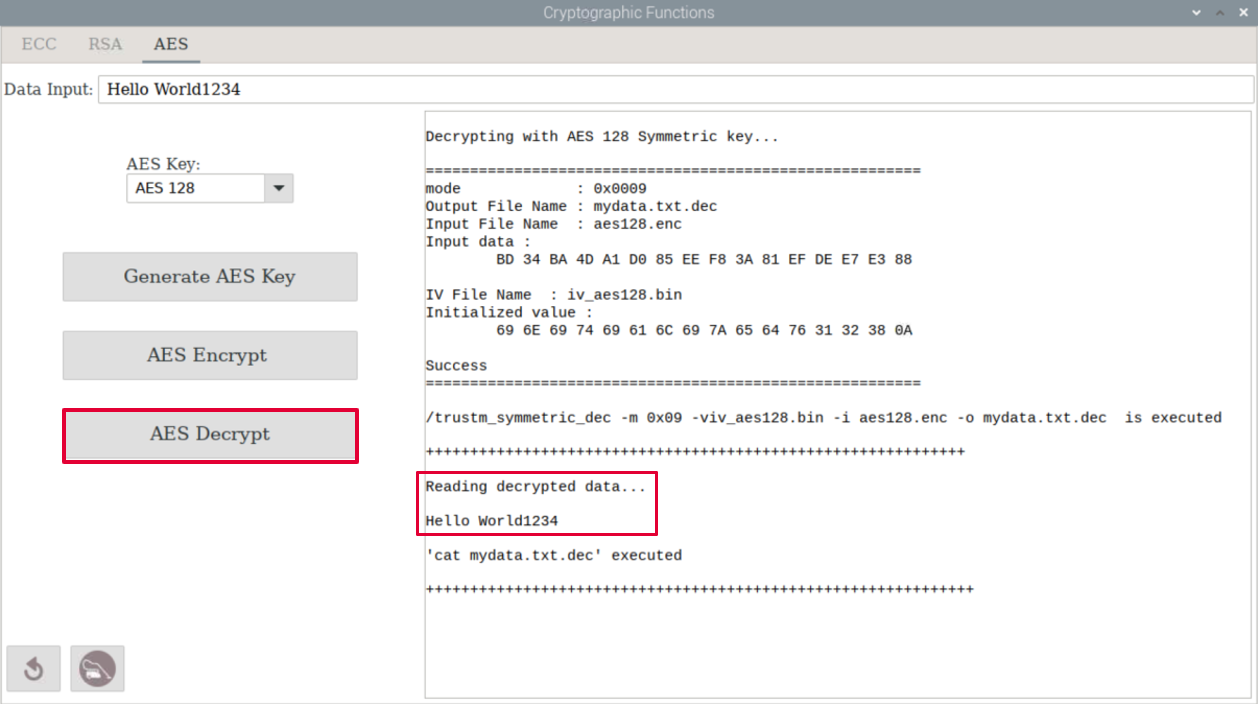 Cryptographic Functions
ECC RSA AES
Data Input: Hello World1234
AES Key:
AES 128
Generate AES Key
AES Encrypt
AES Decrypt
Decrypting with AES 128 Symmetric key...
========================================================
mode             : 0x0009
Output File Name : mydata.txt.dec
Input File Name  : aes128.enc
Input data :
        BD 34 BA 4D A1 D0 85 EE F8 3A 81 EF DE E7 E3 88
IV File Name  : iv_aes128.bin
Initialized value :
        69 6E 69 74 69 61 6C 69 7A 65 64 76 31 32 38 0A
Success
========================================================
/trustm_symmetric_dec -m 0x09 -viv_aes128.bin -i aes128.enc -o mydata.txt.dec  is executed
+++++++++++++++++++++++++++++++++++++++++++++++++++++++++++++
Reading decrypted data...
Hello World1234
'cat mydata.txt.dec' executed
++++++++++++++++++++++++++++++++++++++++++++++++++++++++++++++